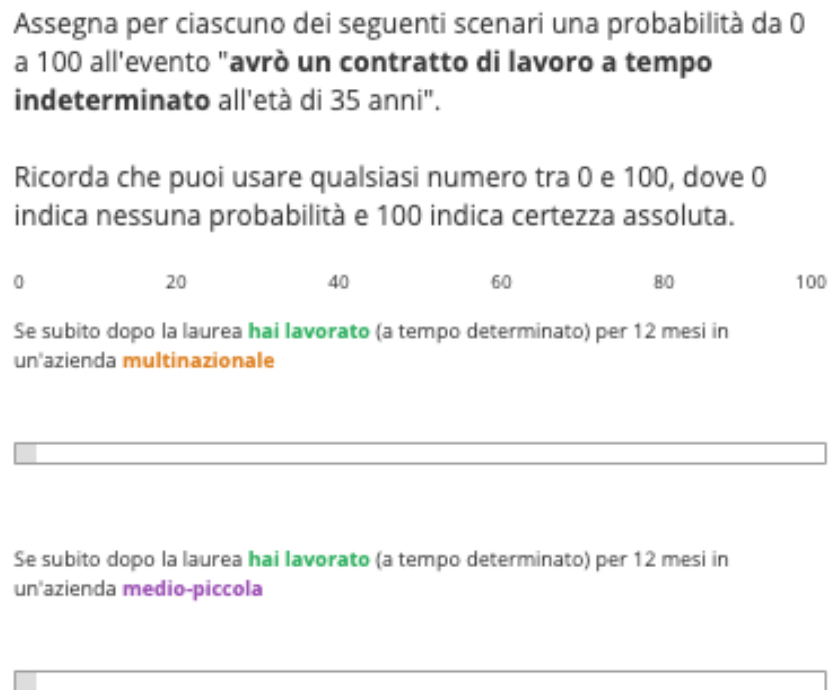 Assegna per ciascuno dei seguenti scenari una probabilità da 0
a 100 all'evento "avrò un contratto di lavoro a tempo
indeterminato all'età di 35 anni".
Ricorda che puoi usare qualsiasi numero tra 0 e 100, dove 0
indica nessuna probabilità e 100 indica certezza assoluta.
0 20 40 60 80 100
Se subito dopo la laurea hai lavorato (a tempo determinato) per 12 mesi in
un'azienda multinazionale
Se subito dopo la laurea hai lavorato (a tempo determinato) per 12 mesi in
un'azienda medio-piccola